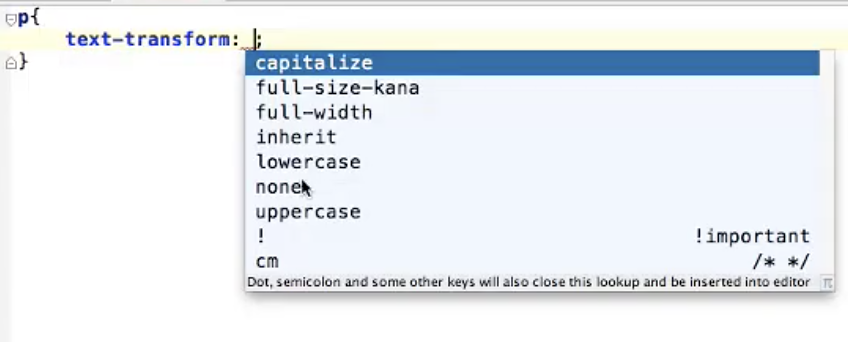 p{
text-transform: ;
}
capitalize
full-size-kana
full-width
inherit
lowercase
none
uppercase
! !important
cm /* */
Dot, semicolon and some other keys will also close this lookup and be inserted into editor π